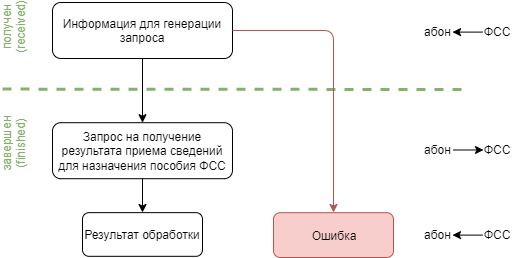 получен
(received)
Информация для генерации
запроса
абон
ФСС
завершен
(finished)
Запрос на получение
результата приема сведений
для назначения пособия ФСС
абон
ФСС
Результат обработки
Ошибка
абон
ФСС